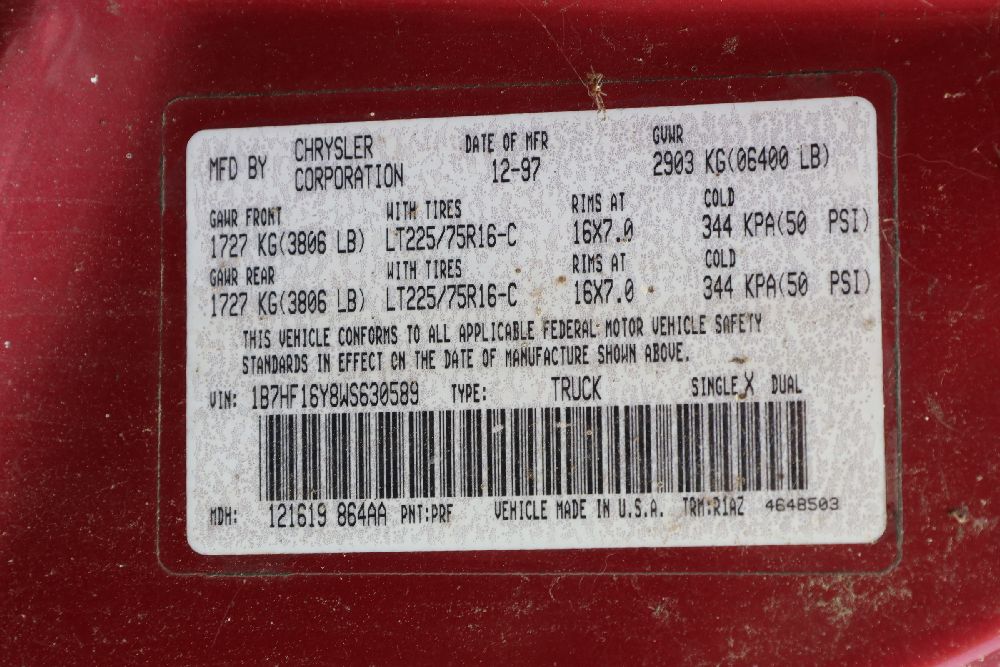 MFD BY CHRYSLER CORPORATION DATE OF MFR 12-97 GVWR 2903 KG(06400 LB)
GAWR FRONT WITH TIRES RIMS AT COLD
1727 KG(3806 LB) LT225/75R16-C 16X7.0 344 KPA(50 PSI)
GAWR REAR WITH TIRES RIMS AT COLD
1727 KG(3806 LB) LT225/75R16-C 16X7.0 344 KPA(50 PSI)
THIS VEHICLE CONFORMS TO ALL APPLICABLE FEDERAL MOTOR VEHICLE SAFETY
STANDARDS IN EFFECT ON THE DATE OF MANUFACTURE SHOWN ABOVE.
VIN: 1B7HF16Y8WS630589 TYPE: TRUCK SINGLE X DUAL
MDH: 121619 864AA PNT:PRF VEHICLE MADE IN U.S.A. TRM:R1AZ 4648503